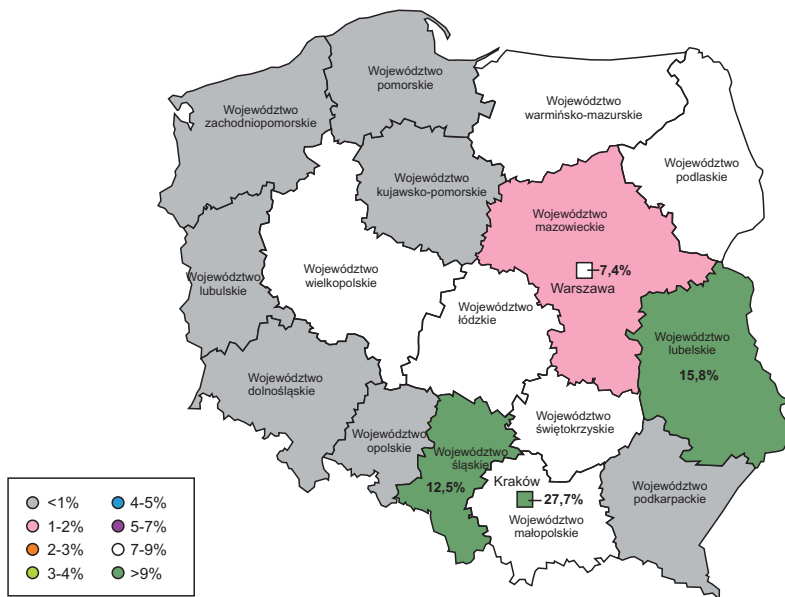 Województwo
pomorskie
Województwo
zachodniopomorskie
Województwo
warmińsko-mazurskie
Województwo
podlaskie
Województwo
kujawsko-pomorskie
Województwo
mazowieckie
7,4%
Warszawa
Województwo
wielkopolskie
Województwo
lubulskie
Województwo
łódzkie
Województwo
lubelskie
15,8%
Województwo
dolnośląskie
Województwo
opolskie
Województwo
śląskie
12,5%
Województwo
świętokrzyskie
Kraków
27,7%
Województwo
małopolskie
Województwo
podkarpackie
<1%
1-2%
2-3%
3-4%
4-5%
5-7%
7-9%
>9%